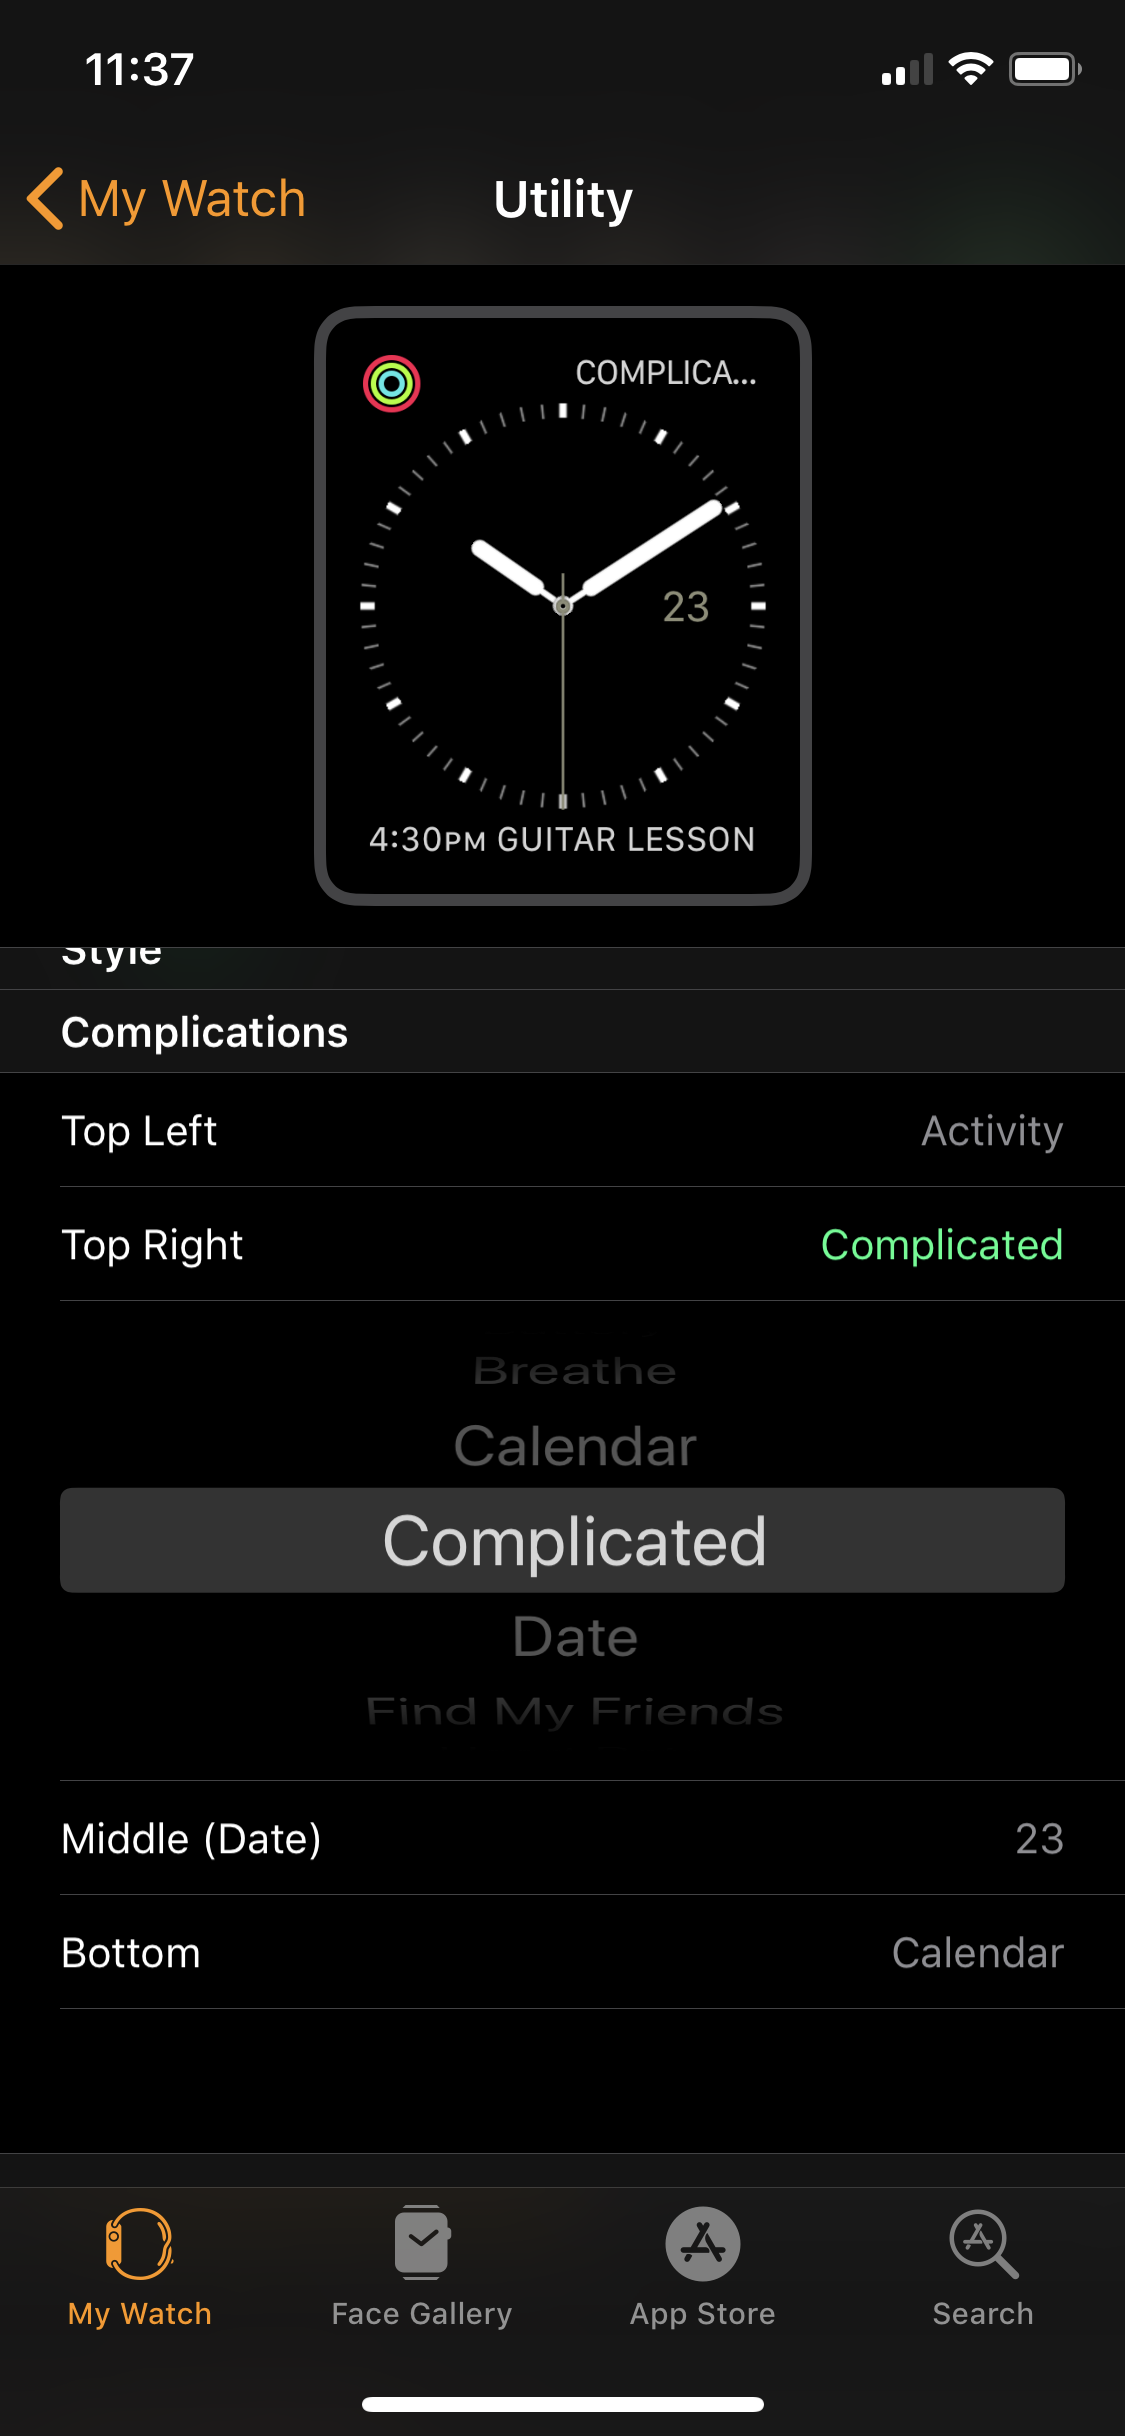 11:37
My Watch
Utility
COMPLICA...
23
4:30PM GUITAR LESSON
Style
Complications
Top Left Activity
Top Right Complicated
Breathe
Calendar
Complicated
Date
Find My Friends
Middle (Date) 23
Bottom Calendar
My Watch Face Gallery App Store Search